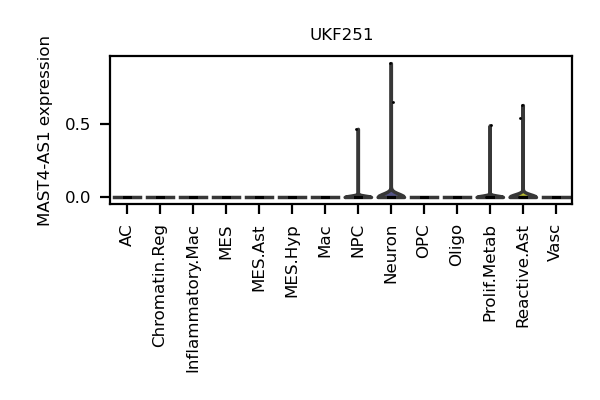 UKF251
MAST4-AS1 expression
0.5
0.0
AC
Chromatin.Reg
Inflammatory.Mac
MES
MES.Ast
MES.Hyp
Mac
NPC
Neuron
OPC
Oligo
Prolif.Metab
Reactive.Ast
Vasc